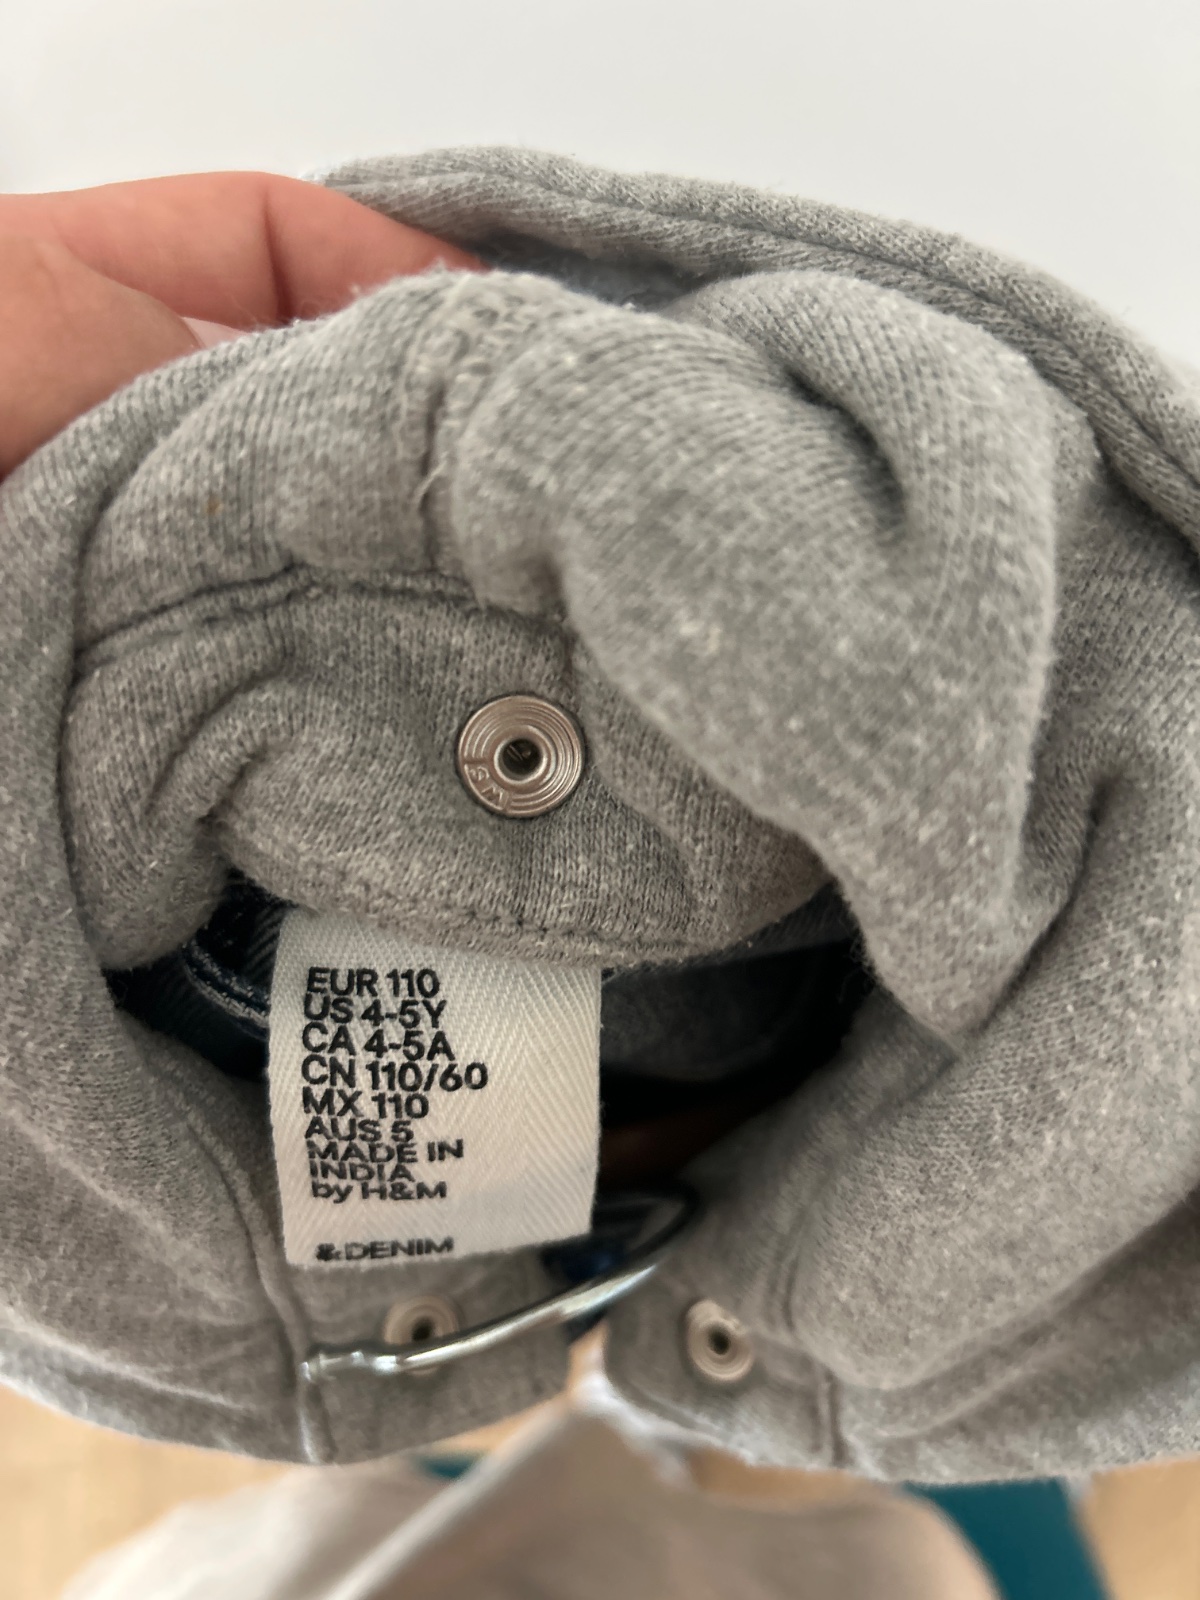 EUR 110
US 4-5Y
CA 4-5A
CN 110/60
MX 110
AUS 5
MADE IN
INDIA
by H&M
&DENIM